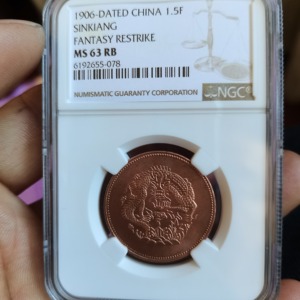 1906-DATED CHINA 1.5F
SINKIANG
FANTASY RESTRIKE
MS 63 RB
6192655-078
NUMISMATIC GUARANTY CORPORATION
NGC